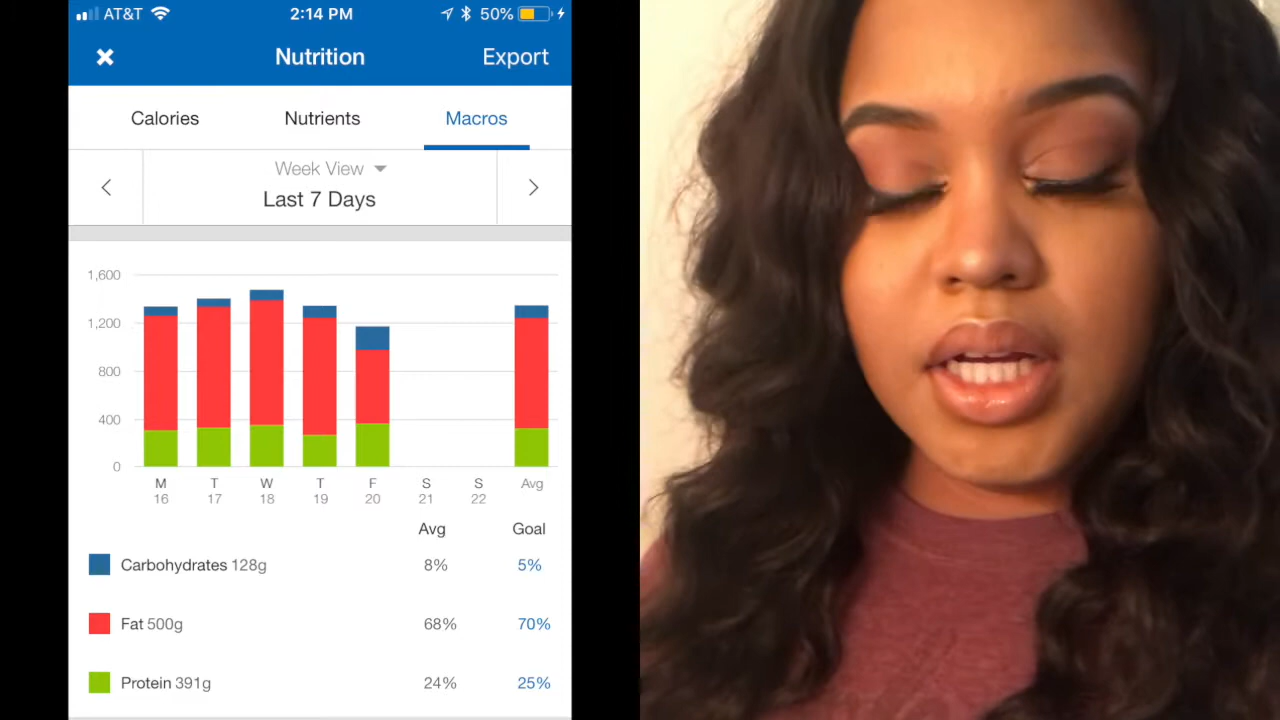 AT&T 2:14 PM 50%
Nutrition Export
Calories Nutrients Macros
Week View
Last 7 Days
1,600
1,200
800
400
0
M T W T F S S Avg
16 17 18 19 20 21 22
Avg Goal
Carbohydrates 128g 8% 5%
Fat 500g 68% 70%
Protein 391g 24% 25%